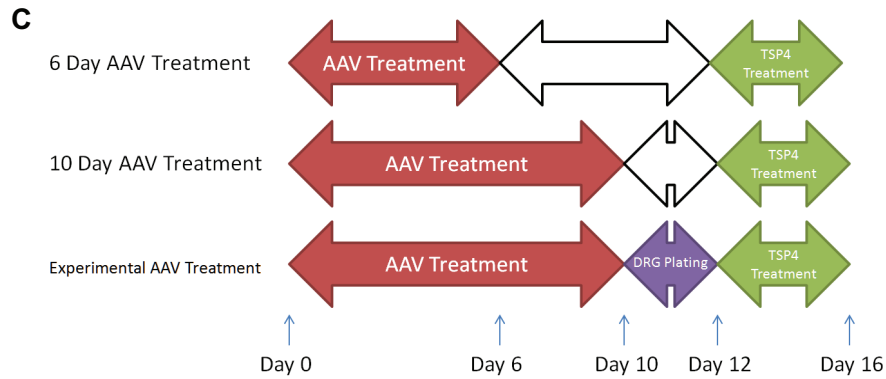 C
6 Day AAV Treatment
AAV Treatment
TSP4
Treatment
10 Day AAV Treatment
AAV Treatment
TSP4
Treatment
Experimental AAV Treatment
AAV Treatment
DRG Plating
TSP4
Treatment
Day 0
Day 6
Day 10
Day 12
Day 16